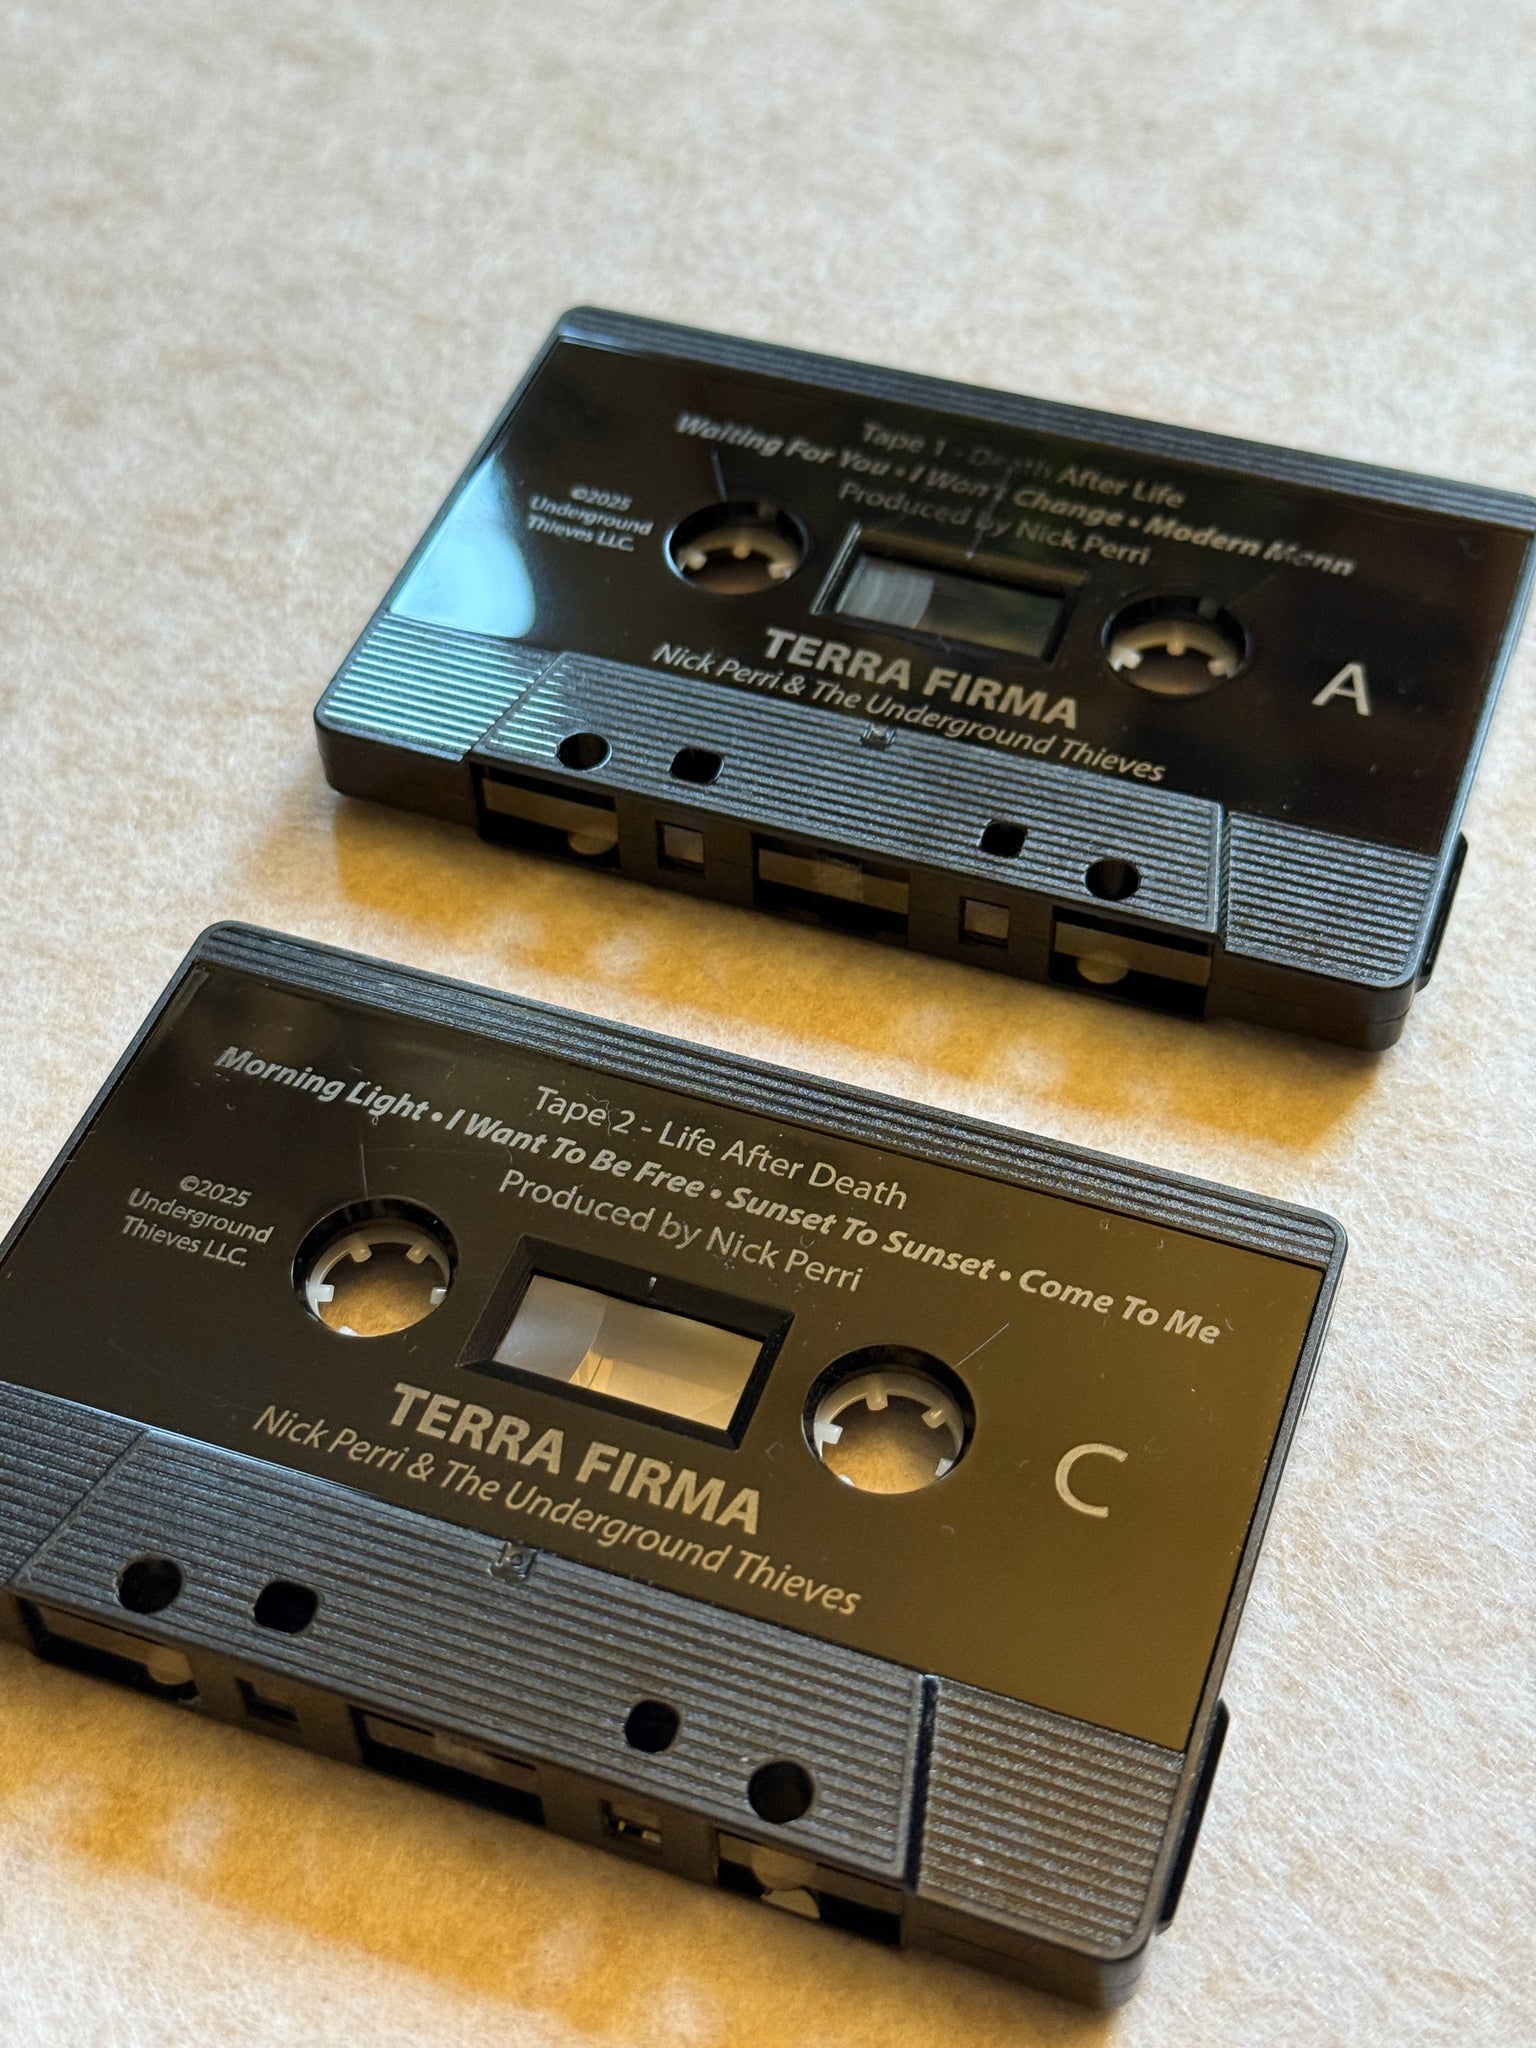 Tape 1 - Death After Life
Waiting For You • I Won't Change • Modern Mann
Produced by Nick Perri
©2025
Underground
Thieves LLC.
TERRA FIRMA
Nick Perri & The Underground Thieves
A
Tape 2 - Life After Death
Morning Light • I Want To Be Free • Sunset To Sunset • Come To Me
Produced by Nick Perri
©2025
Underground
Thieves LLC.
TERRA FIRMA
Nick Perri & The Underground Thieves
C